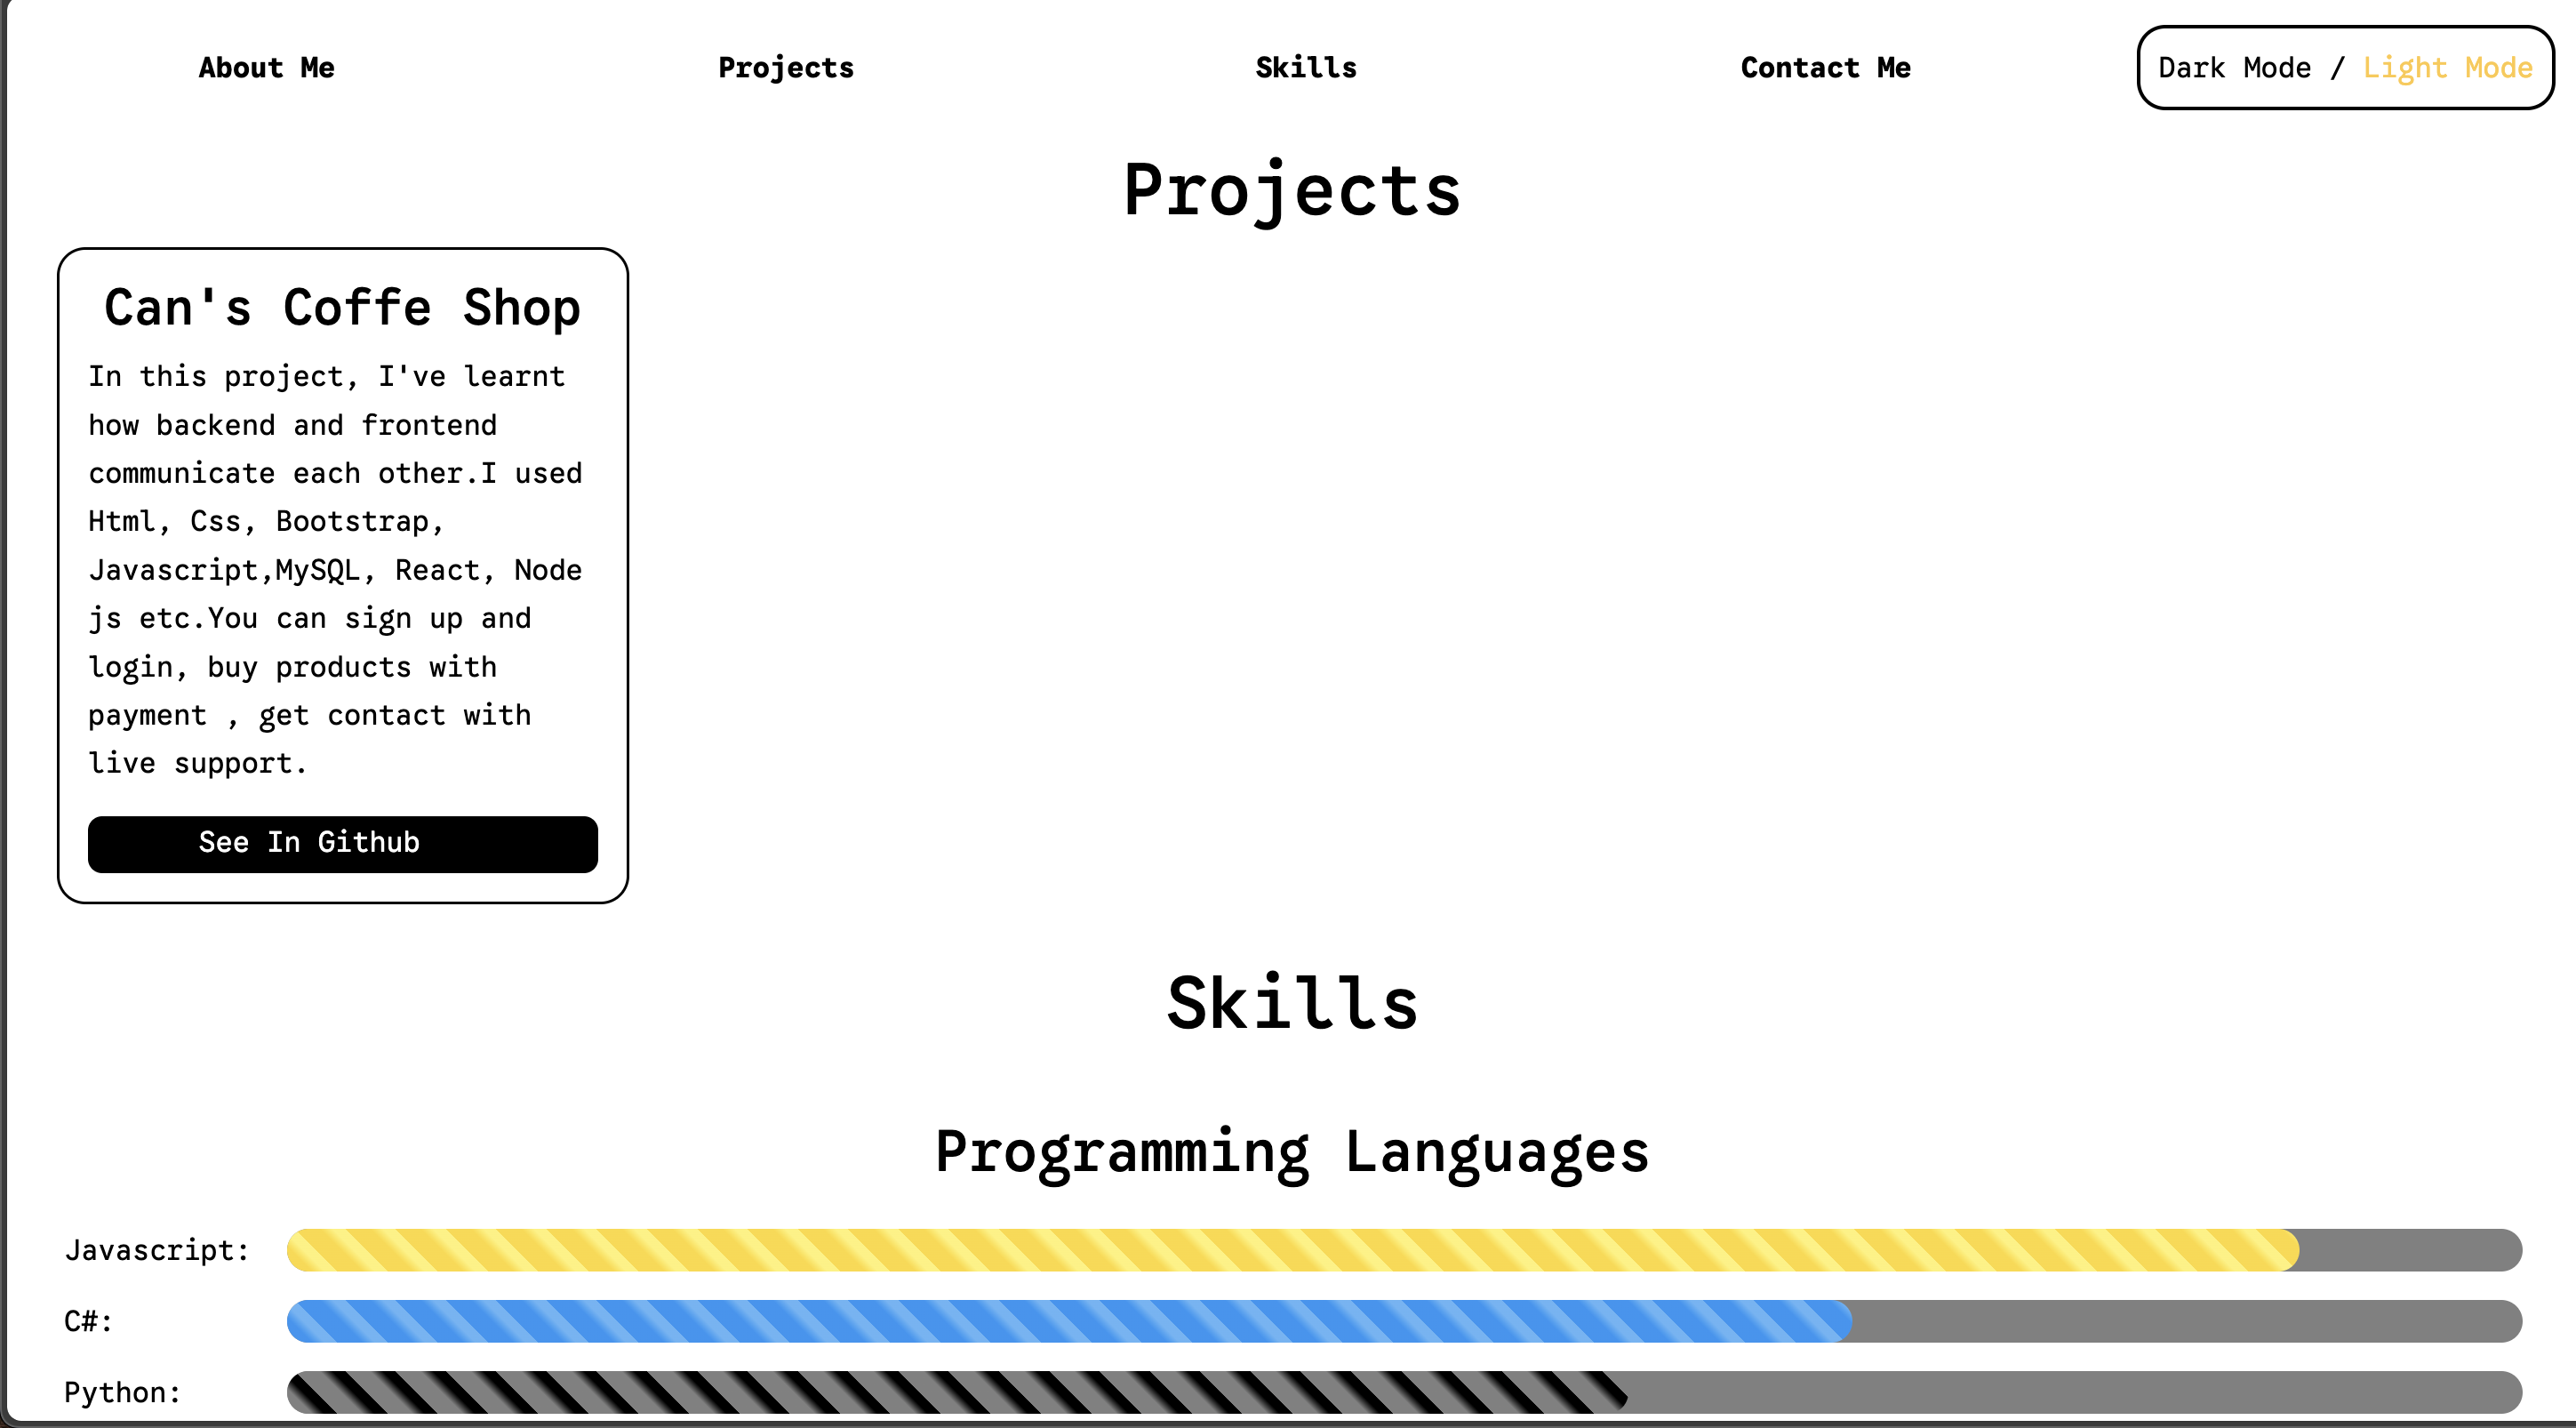 About Me
Projects
Skills
Contact Me
Dark Mode / Light Mode
Projects
Can's Coffe Shop
In this project, I've learnt
how backend and frontend
communicate each other.I used
Html, Css, Bootstrap,
Javascript,MySQL, React, Node
js etc.You can sign up and
login, buy products with
payment , get contact with
live support.
See In Github
Skills
Programming Languages
Javascript:
C#:
Python: